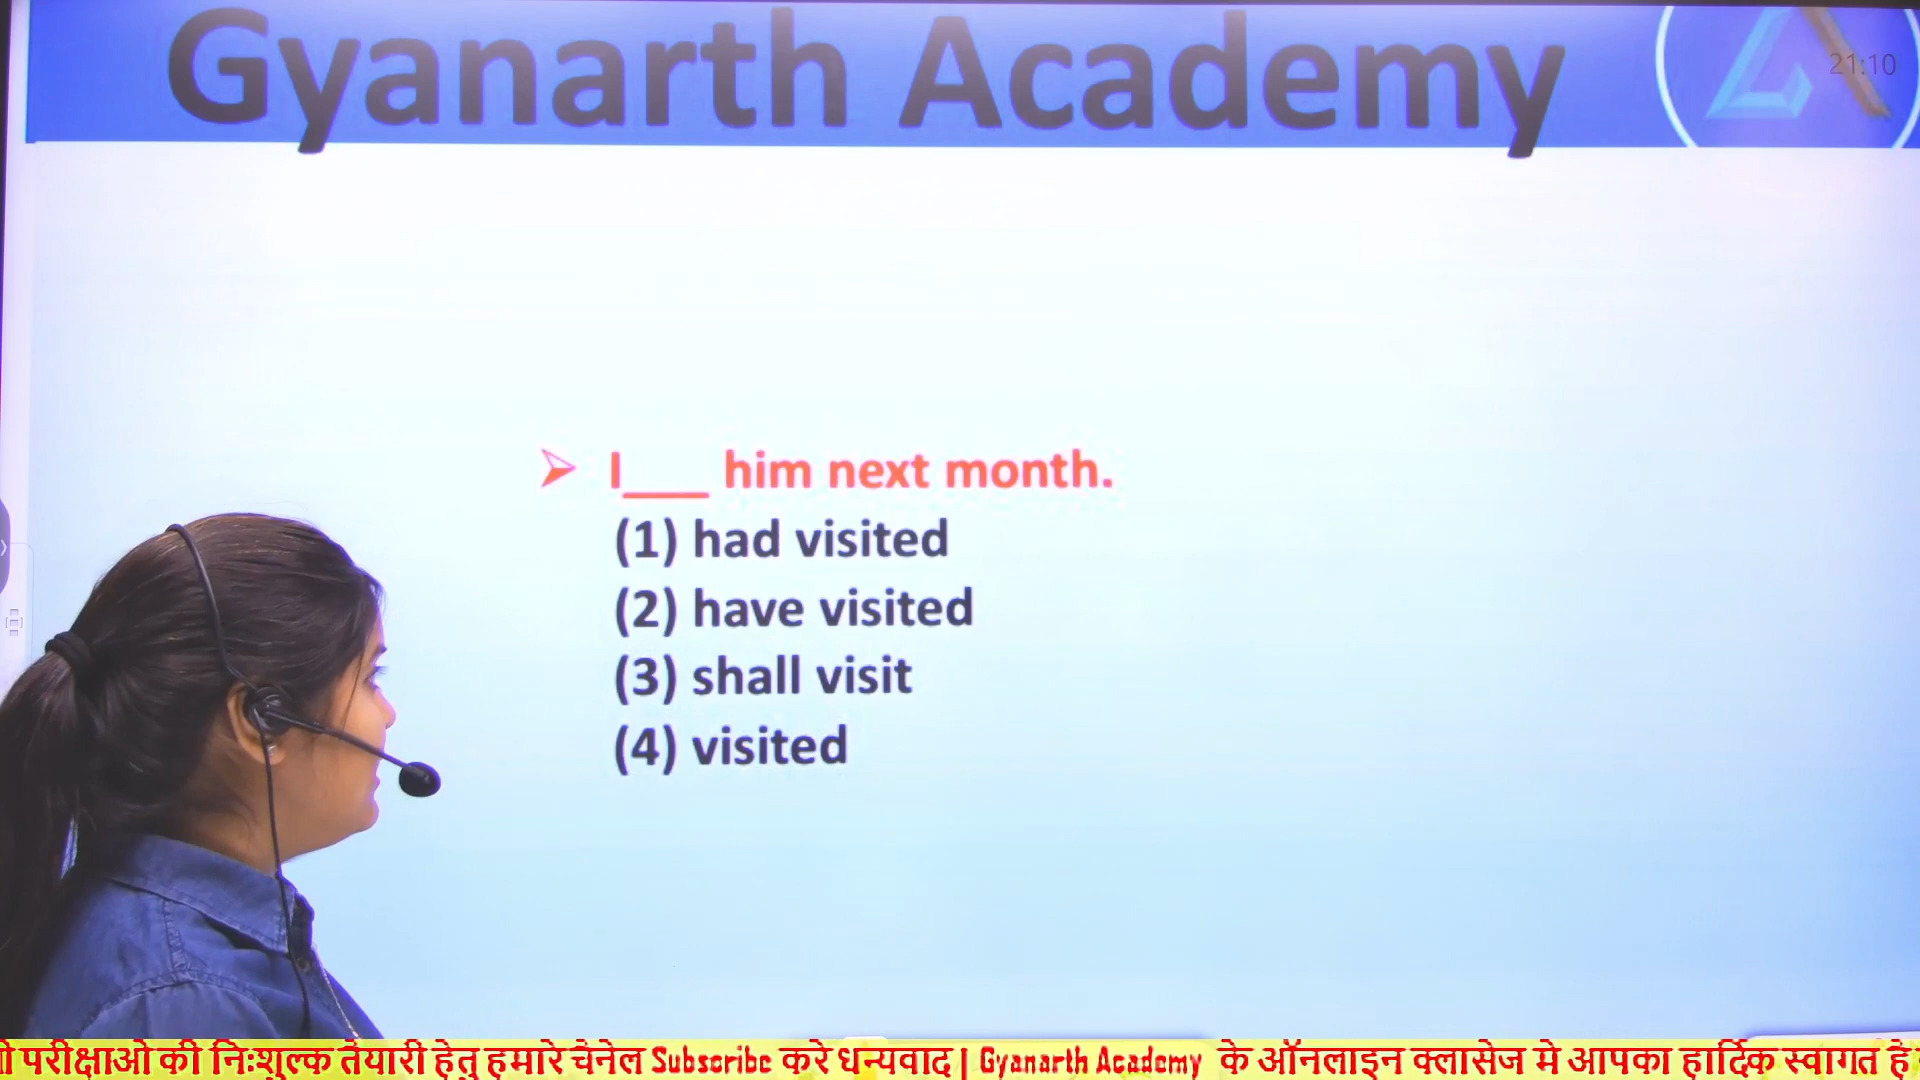 Gyanarth Academy
21:10
➢ I___ him next month.
(1) had visited
(2) have visited
(3) shall visit
(4) visited
परीक्षाओ की निःशुल्क तैयारी हेतु हमारे चैनेल Subscribe करे धन्यवाद | Gyanarth Academy के ऑनलाइन क्लासेज मे आपका हार्दिक स्वागत है